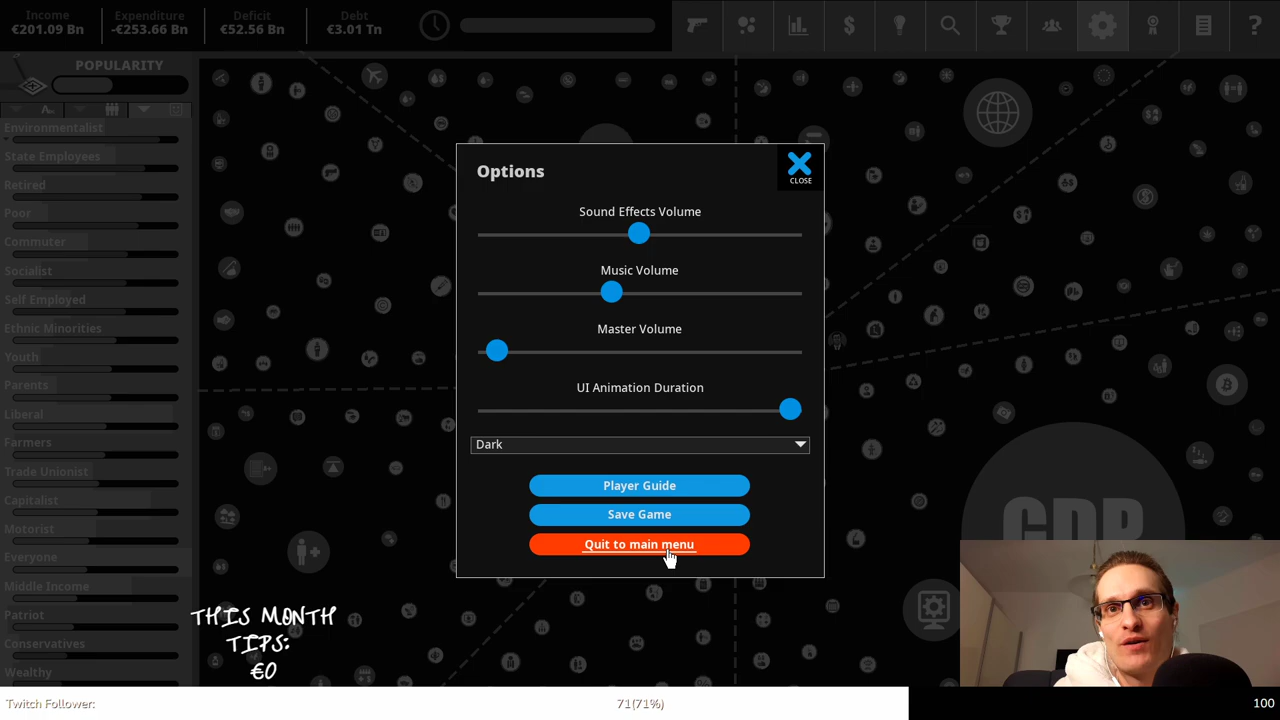 Income
€201.09 Bn
Expenditure
-€253.66 Bn
Deficit
€52.56 Bn
Debt
€3.01 Tn
$
?
POPULARITY
Environmentalist
State Employees
Retired
Poor
Commuter
Socialist
Self Employed
Ethnic Minorities
Youth
Parents
Liberal
Farmers
Trade Unionist
Capitalist
Motorist
Everyone
Middle Income
Patriot
Conservatives
Wealthy
Options
CLOSE
Sound Effects Volume
Music Volume
Master Volume
UI Animation Duration
Dark
Player Guide
Save Game
Quit to main menu
GDP
THIS MONTH
TIPS:
€0
Twitch Follower:
71(71%)
100